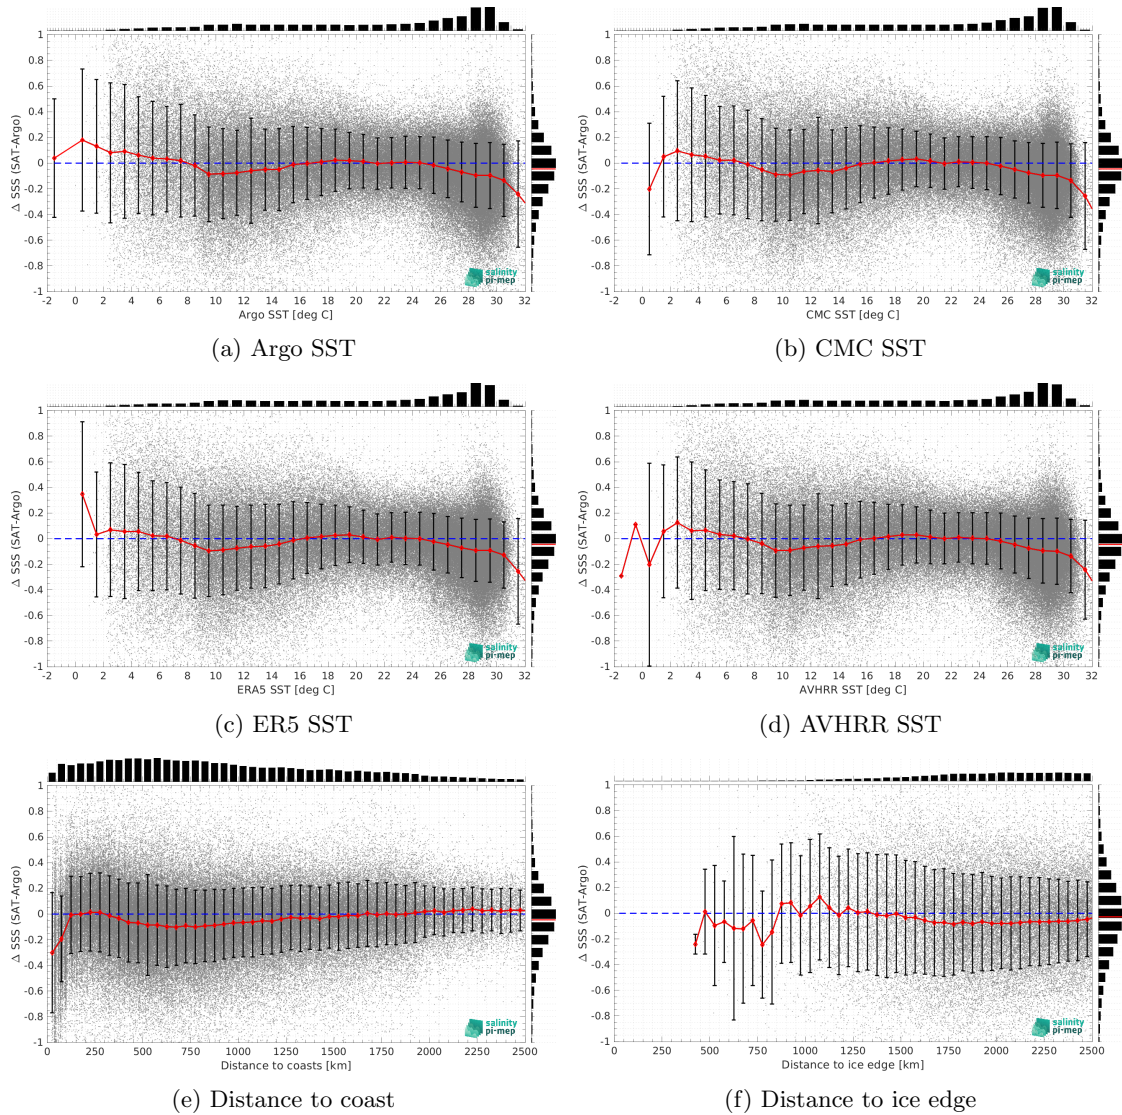 1
0.8
0.6
0.4
0.2
0
-0.2
-0.4
-0.6
-0.8
-1
Δ SSS (SAT-Argo)
salinity
pi-mep
-2 0 2 4 6 8 10 12 14 16 18 20 22 24 26 28 30 32
Argo SST [deg C]
(a) Argo SST
1
0.8
0.6
0.4
0.2
0
-0.2
-0.4
-0.6
-0.8
-1
Δ SSS (SAT-Argo)
salinity
pi-mep
-2 0 2 4 6 8 10 12 14 16 18 20 22 24 26 28 30 32
CMC SST [deg C]
(b) CMC SST
1
0.8
0.6
0.4
0.2
0
-0.2
-0.4
-0.6
-0.8
-1
Δ SSS (SAT-Argo)
salinity
pi-mep
-2 0 2 4 6 8 10 12 14 16 18 20 22 24 26 28 30 32
ERA5 SST [deg C]
(c) ER5 SST
1
0.8
0.6
0.4
0.2
0
-0.2
-0.4
-0.6
-0.8
-1
Δ SSS (SAT-Argo)
salinity
pi-mep
-2 0 2 4 6 8 10 12 14 16 18 20 22 24 26 28 30 32
AVHRR SST [deg C]
(d) AVHRR SST
1
0.8
0.6
0.4
0.2
0
-0.2
-0.4
-0.6
-0.8
-1
Δ SSS (SAT-Argo)
salinity
pi-mep
0 250 500 750 1000 1250 1500 1750 2000 2250 2500
Distance to coasts [km]
(e) Distance to coast
1
0.8
0.6
0.4
0.2
0
-0.2
-0.4
-0.6
-0.8
-1
Δ SSS (SAT-Argo)
salinity
pi-mep
0 250 500 750 1000 1250 1500 1750 2000 2250 2500
Distance to ice edge [km]
(f) Distance to ice edge